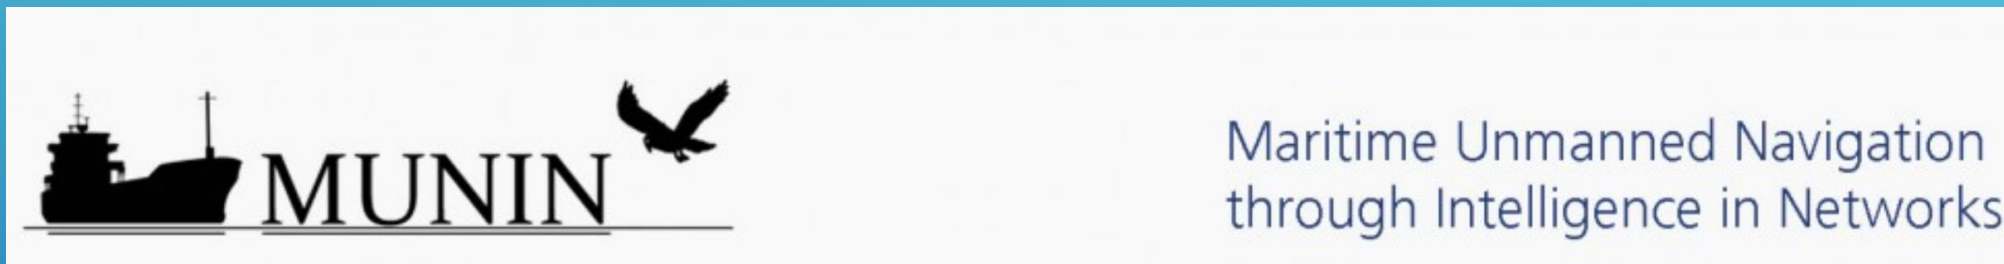 MUNIN
Maritime Unmanned Navigation
through Intelligence in Networks